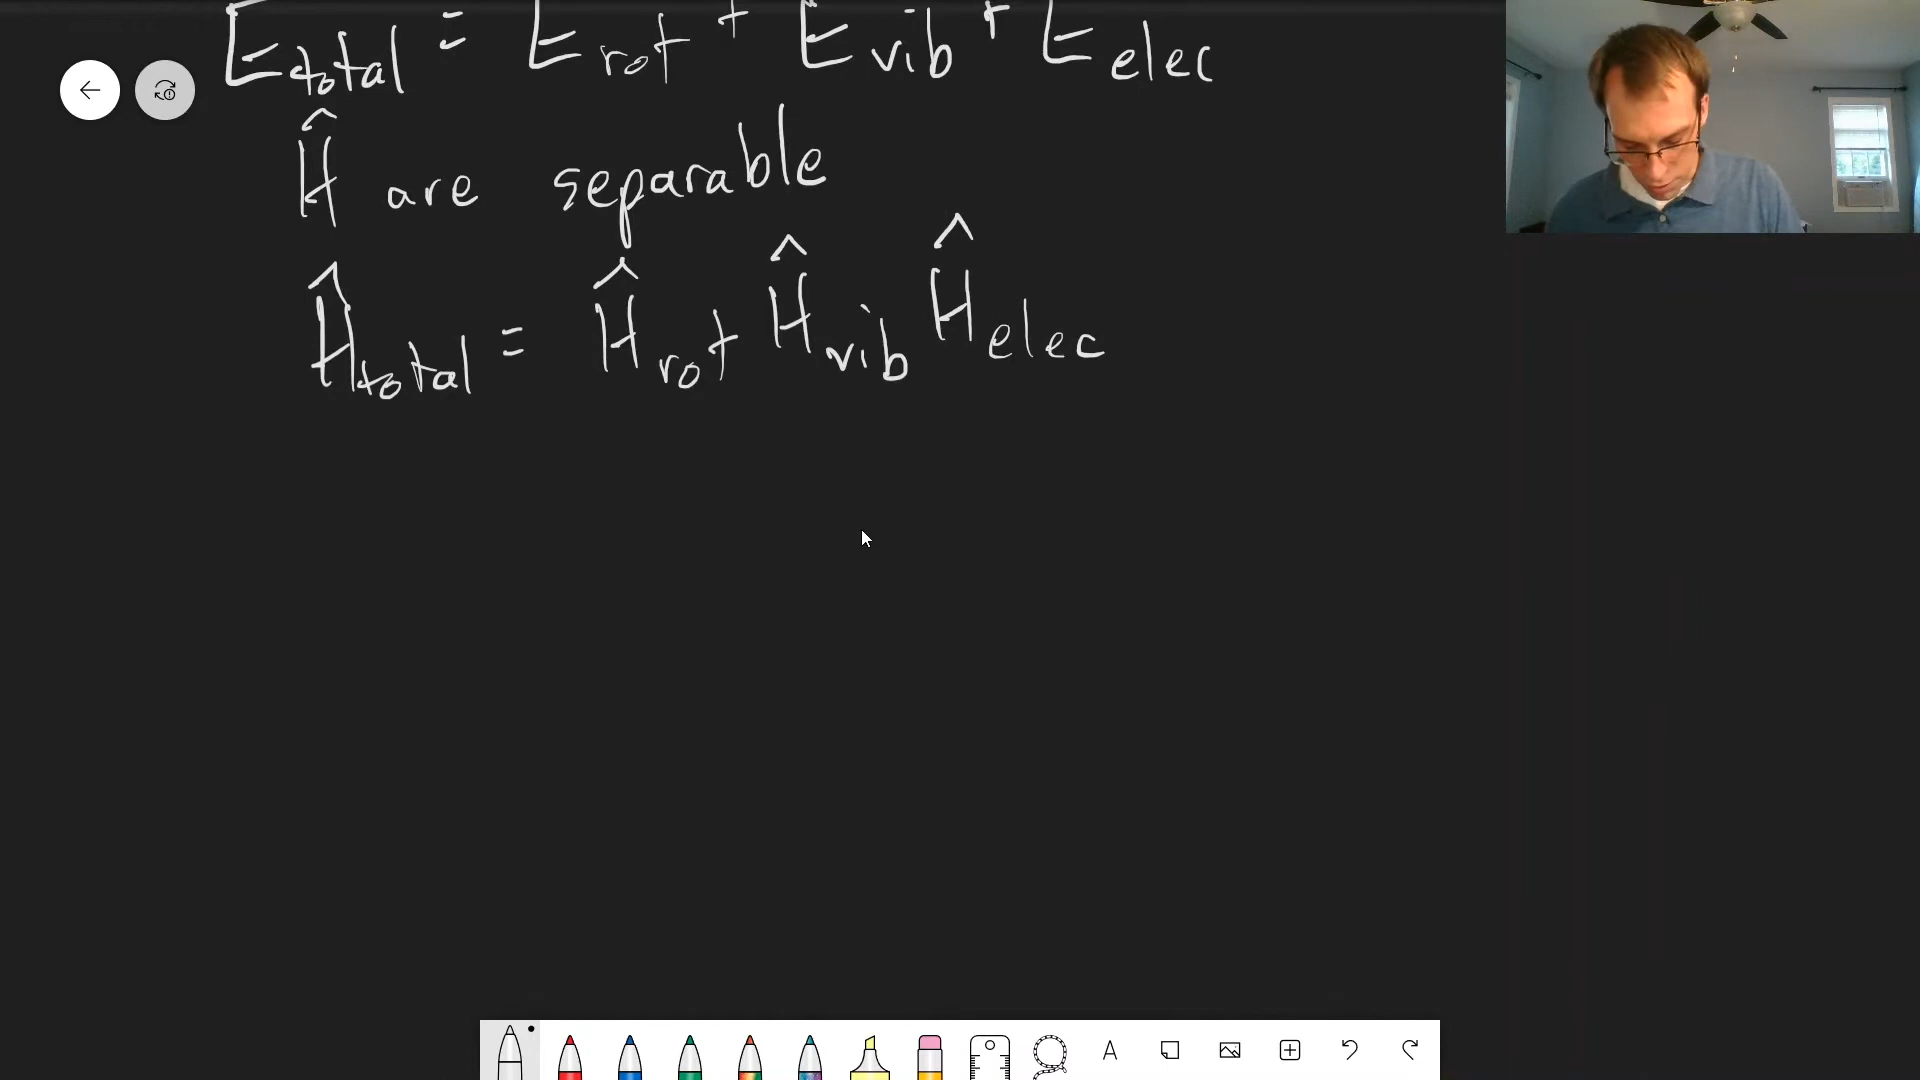 E_total = E_rot + E_vib + E_elec
Ĥ are separable
Ĥ_total = Ĥ_rot Ĥ_vib Ĥ_elec
A